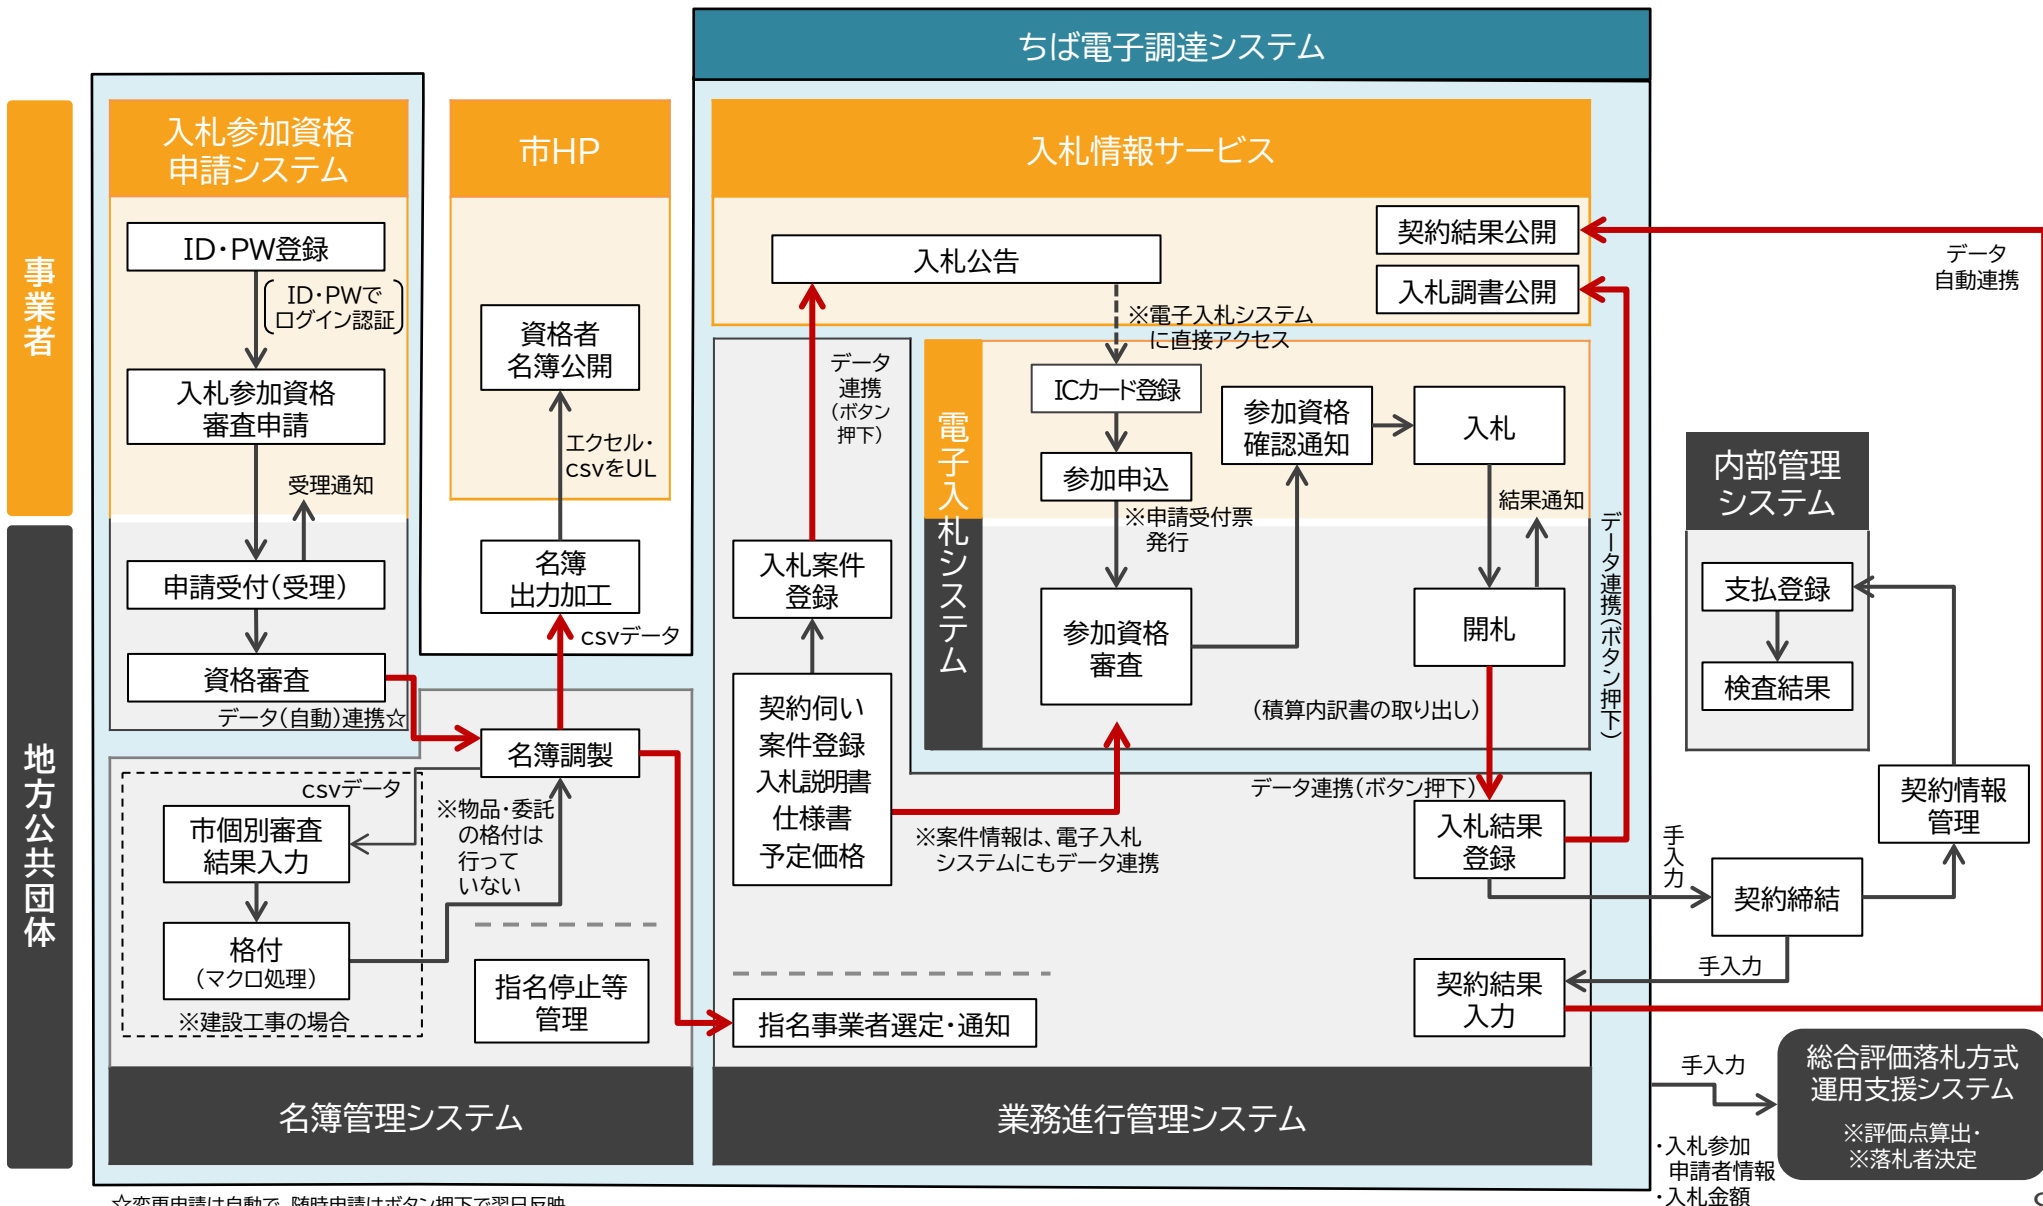 ちば電子調達システム
事業者
地方公共団体
入札参加資格
申請システム
ID・PW登録
ID・PWで
ログイン認証
入札参加資格
審査申請
受理通知
申請受付(受理)
資格審査
データ(自動)連携☆
市HP
資格者
名簿公開
エクセル・
csvをUL
名簿
出力加工
csvデータ
名簿調製
csvデータ
市個別審査
結果入力
格付
(マクロ処理)
※建設工事の場合
※物品・委託
の格付は
行って
いない
指名停止等
管理
名簿管理システム
入札情報サービス
入札公告
契約結果公開
入札調書公開
※電子入札システム
に直接アクセス
データ
連携
(ボタン
押下)
電子入札システム
ICカード登録
参加申込
※申請受付票
発行
参加資格
審査
参加資格
確認通知
入札
結果通知
開札
(積算内訳書の取り出し)
データ連携(ボタン押下)
データ連携(ボタン押下)
入札案件
登録
契約伺い
案件登録
入札説明書
仕様書
予定価格
※案件情報は、電子入札
システムにもデータ連携
入札結果
登録
指名事業者選定・通知
契約結果
入力
業務進行管理システム
データ
自動連携
内部管理
システム
支払登録
検査結果
契約情報
管理
手入力
契約締結
手入力
手入力
総合評価落札方式
運用支援システム
※評価点算出・
※落札者決定
・入札参加
申請者情報
・入札金額
☆変更申請は自動で、随時申請はボタン押下で翌日反映